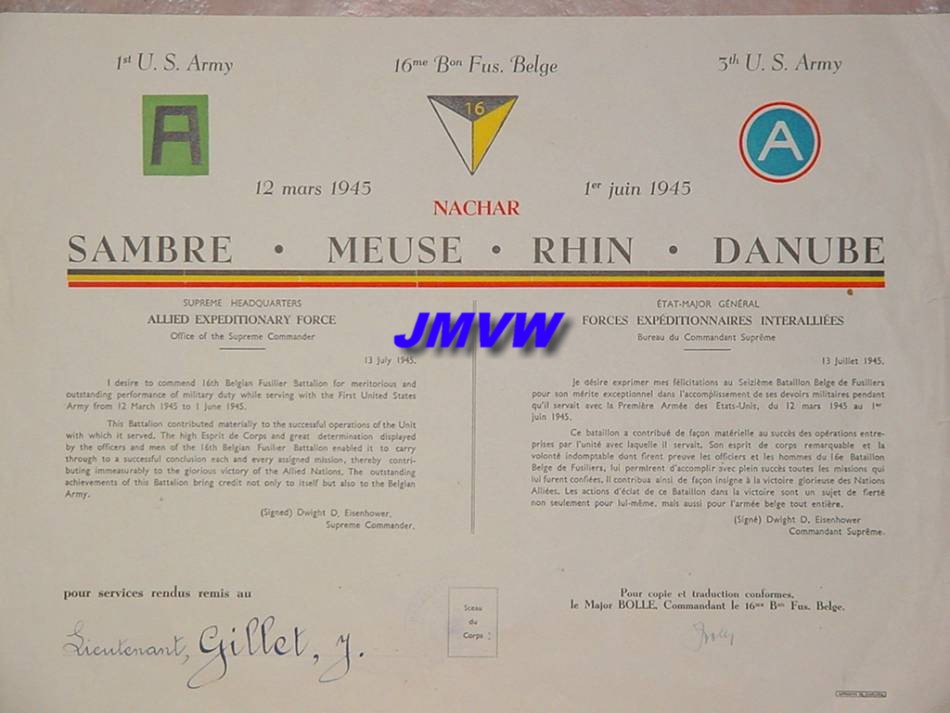 1st U. S. Army
16me Bon Fus. Belge
3th U. S. Army
A
16
A
12 mars 1945
1er juin 1945
NACHAR
SAMBRE • MEUSE • RHIN • DANUBE
SUPREME HEADQUARTERS
ALLIED EXPEDITIONARY FORCE
Office of the Supreme Commander
13 July 1945.
I desire to commend 16th Belgian Fusilier Battalion for meritorious and
outstanding performance of military duty while serving with the First United States
Army from 12 March 1945 to 1 June 1945.
This Battalion contributed materially to the successful operations of the Unit
with which it served. The high Esprit de Corps and great determination displayed
by the officers and men of the 16th Belgian Fusilier Battalion enabled it to carry
through to a successful conclusion each and every assigned mission, thereby contri-
buting immeasurably to the glorious victory of the Allied Nations. The outstanding
achievements of this Battalion bring credit not only to itself but also to the Belgian
Army.
(Signed) Dwight D. Eisenhower,
Supreme Commander.
JMVW
ÉTAT-MAJOR GÉNÉRAL
FORCES EXPÉDITIONNAIRES INTERALLIÉES
Bureau du Commandant Suprême
13 Juillet 1945.
Je désire exprimer mes félicitations au Seizième Bataillon Belge de Fusiliers
pour son mérite exceptionnel dans l'accomplissement de ses devoirs militaires pendant
qu'il servait avec la Première Armée des Etats-Unis, du 12 mars 1945 au 1er
juin 1945.
Ce bataillon a contribué de façon matérielle au succès des opérations entre-
prises par l'unité avec laquelle il servait. Son esprit de corps remarquable et la
volonté indomptable dont firent preuve les officiers et les hommes du 16e Bataillon
Belge de Fusiliers, lui permirent d'accomplir avec plein succès toutes les missions qui
lui furent confiées. Il contribua ainsi de façon insigne à la victoire glorieuse des Nations
Alliées. Les actions d'éclat de ce Bataillon dans la victoire sont un sujet de fierté
non seulement pour lui-même, mais aussi pour l'armée belge tout entière.
(Signé) Dwight D. Eisenhower
Commandant Suprême.
pour services rendus remis au
Lieutenant, Gillet, J.
Sceau
du
Corps :
Pour copie et traduction conformes,
le Major BOLLE, Commandant le 16me Bon Fus. Belge.